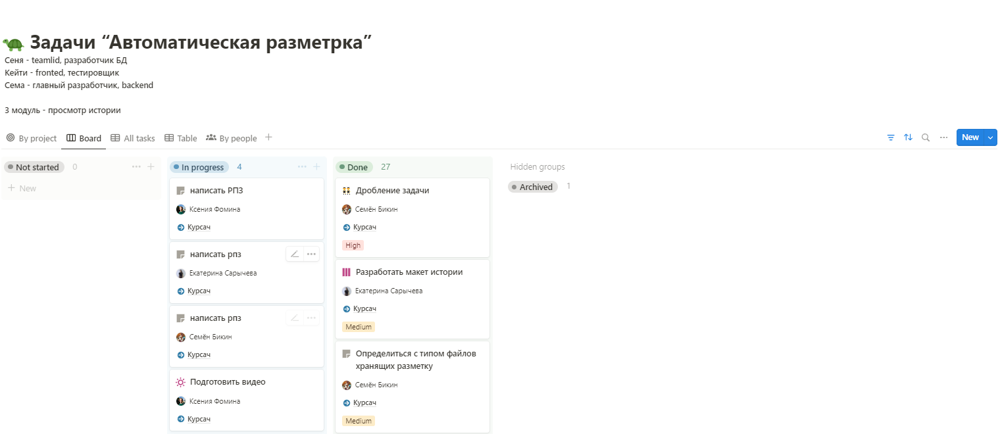 Задачи “Автоматическая разметрка”
Сеня - teamlid, разработчик БД
Кейти - fronted, тестировщик
Сема - главный разработчик, backend
3 модуль - просмотр истории
By project
Board
All tasks
Table
By people
New
Not started 0
New
In progress 4
написать РПЗ
Ксения Фомина
Курсач
написать рпз
Екатерина Сарычева
Курсач
написать рпз
Семён Бикин
Курсач
Подготовить видео
Ксения Фомина
Курсач
Done 27
Дробление задачи
Семён Бикин
Курсач
High
Разработать макет истории
Екатерина Сарычева
Курсач
Medium
Определиться с типом файлов
хранящих разметку
Семён Бикин
Курсач
Medium
Hidden groups
Archived 1